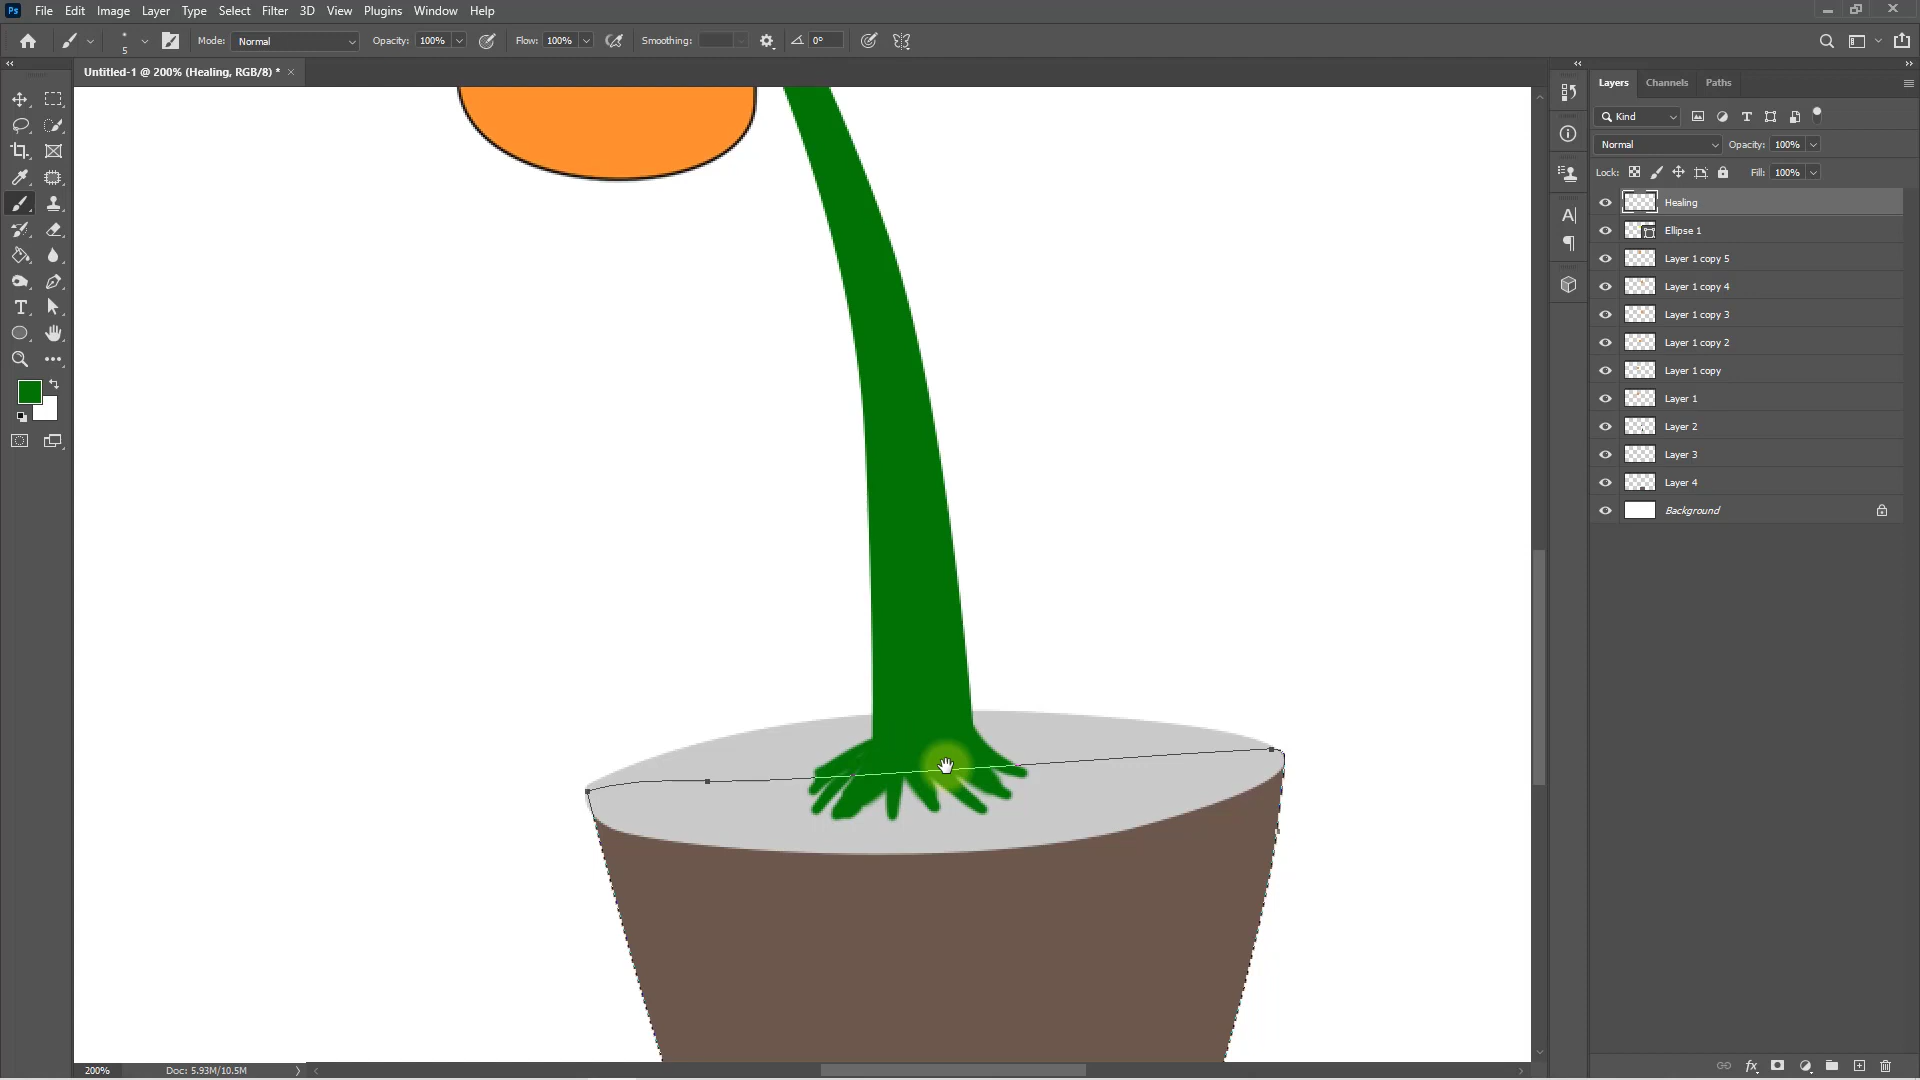 Ps File Edit Image Layer Type Select Filter 3D View Plugins Window Help
5 Mode: Normal Opacity: 100% Flow: 100% Smoothing: 0°
Untitled-1 @ 200% (Healing, RGB/8) * ×
Layers Channels Paths
Kind
Normal Opacity: 100%
Lock: Fill: 100%
Healing
Ellipse 1
Layer 1 copy 5
Layer 1 copy 4
Layer 1 copy 3
Layer 1 copy 2
Layer 1 copy
Layer 1
Layer 2
Layer 3
Layer 4
Background
200% Doc: 5.93M/10.5M